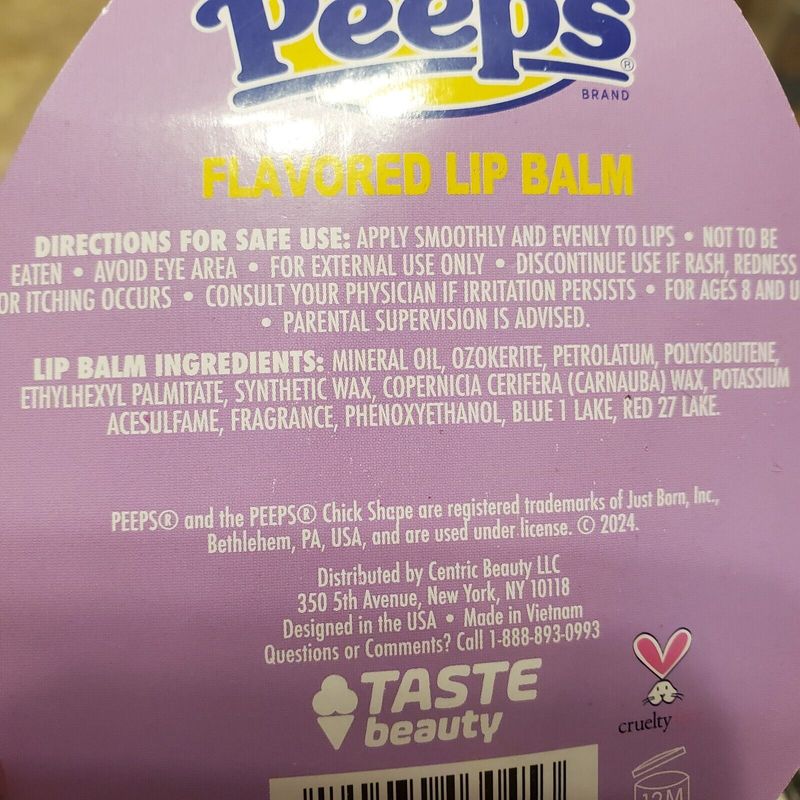 Peeps®
BRAND
FLAVORED LIP BALM
DIRECTIONS FOR SAFE USE: APPLY SMOOTHLY AND EVENLY TO LIPS • NOT TO BE
EATEN • AVOID EYE AREA • FOR EXTERNAL USE ONLY • DISCONTINUE USE IF RASH, REDNESS
OR ITCHING OCCURS • CONSULT YOUR PHYSICIAN IF IRRITATION PERSISTS • FOR AGES 8 AND U
• PARENTAL SUPERVISION IS ADVISED.
LIP BALM INGREDIENTS: MINERAL OIL, OZOKERITE, PETROLATUM, POLYISOBUTENE,
ETHYLHEXYL PALMITATE, SYNTHETIC WAX, COPERNICIA CERIFERA (CARNAUBA) WAX, POTASSIUM
ACESULFAME, FRAGRANCE, PHENOXYETHANOL, BLUE 1 LAKE, RED 27 LAKE.
PEEPS® and the PEEPS® Chick Shape are registered trademarks of Just Born, Inc.,
Bethlehem, PA, USA, and are used under license. © 2024.
Distributed by Centric Beauty LLC
350 5th Avenue, New York, NY 10118
Designed in the USA • Made in Vietnam
Questions or Comments? Call 1-888-893-0993
TASTE
beauty
cruelty
12M